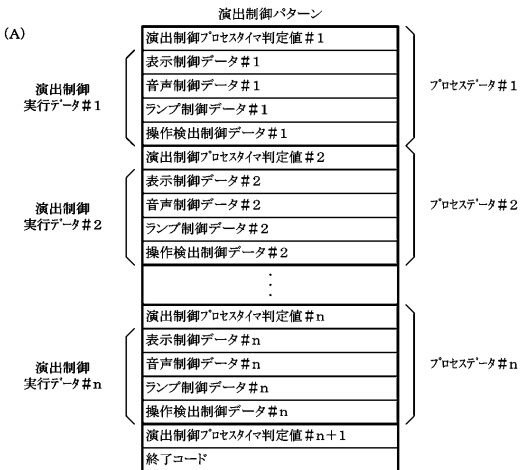 演出制御パターン
(A)
演出制御プロセスタイマ判定値#1
表示制御データ#1
音声制御データ#1
ランプ制御データ#1
操作検出制御データ#1
演出制御
実行データ#1
プロセスデータ#1
演出制御プロセスタイマ判定値#2
表示制御データ#2
音声制御データ#2
ランプ制御データ#2
操作検出制御データ#2
演出制御
実行データ#2
プロセスデータ#2
⋮
演出制御プロセスタイマ判定値#n
表示制御データ#n
音声制御データ#n
ランプ制御データ#n
操作検出制御データ#n
演出制御
実行データ#n
プロセスデータ#n
演出制御プロセスタイマ判定値#n+1
終了コード